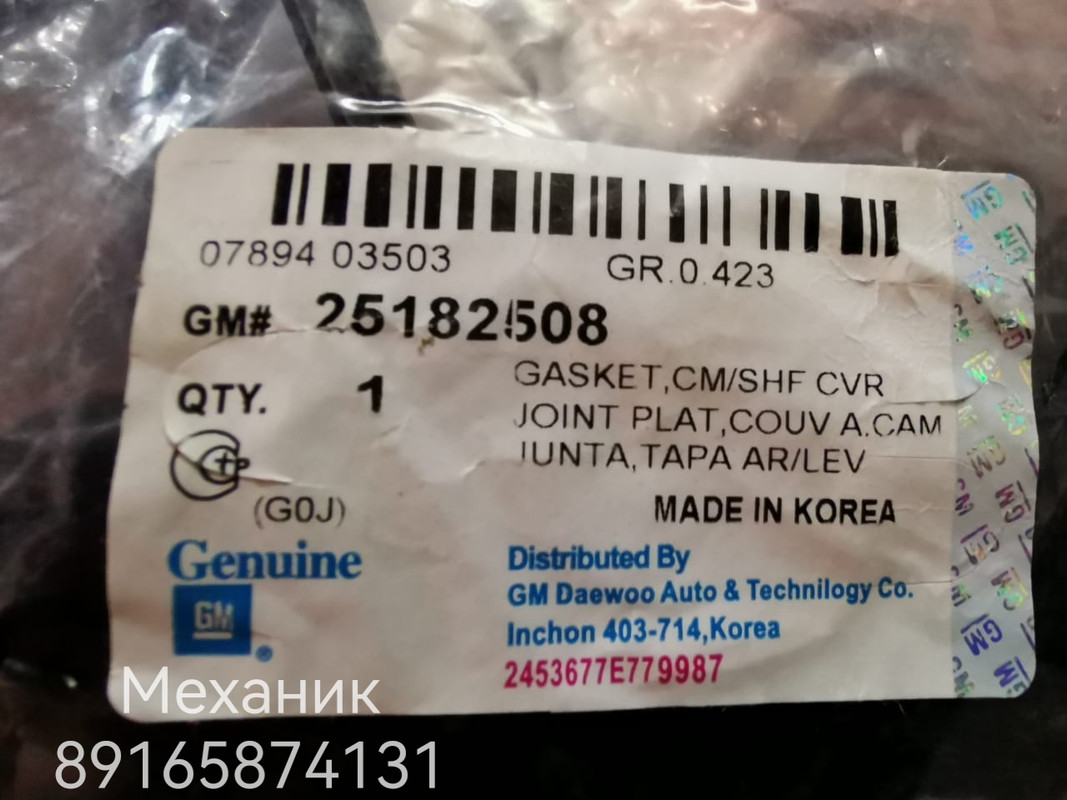 07894 03503
GR.0.423
GM# 25182508
QTY. 1
GASKET,CM/SHF CVR
JOINT PLAT,COUV A.CAM
JUNTA,TAPA AR/LEV
(G0J)
MADE IN KOREA
Genuine
GM
Distributed By
GM Daewoo Auto & Technilogy Co.
Inchon 403-714,Korea
2453677E779987
Механик
89165874131